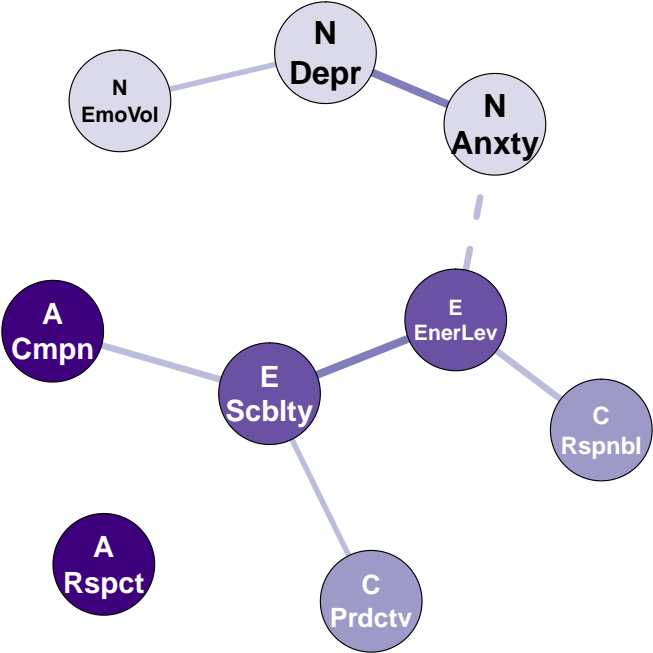 N
Depr
N
EmoVol
N
Anxty
E
EnerLev
A
Cmpn
E
Scblty
C
Rspnbl
A
Rspct
C
Prdctv